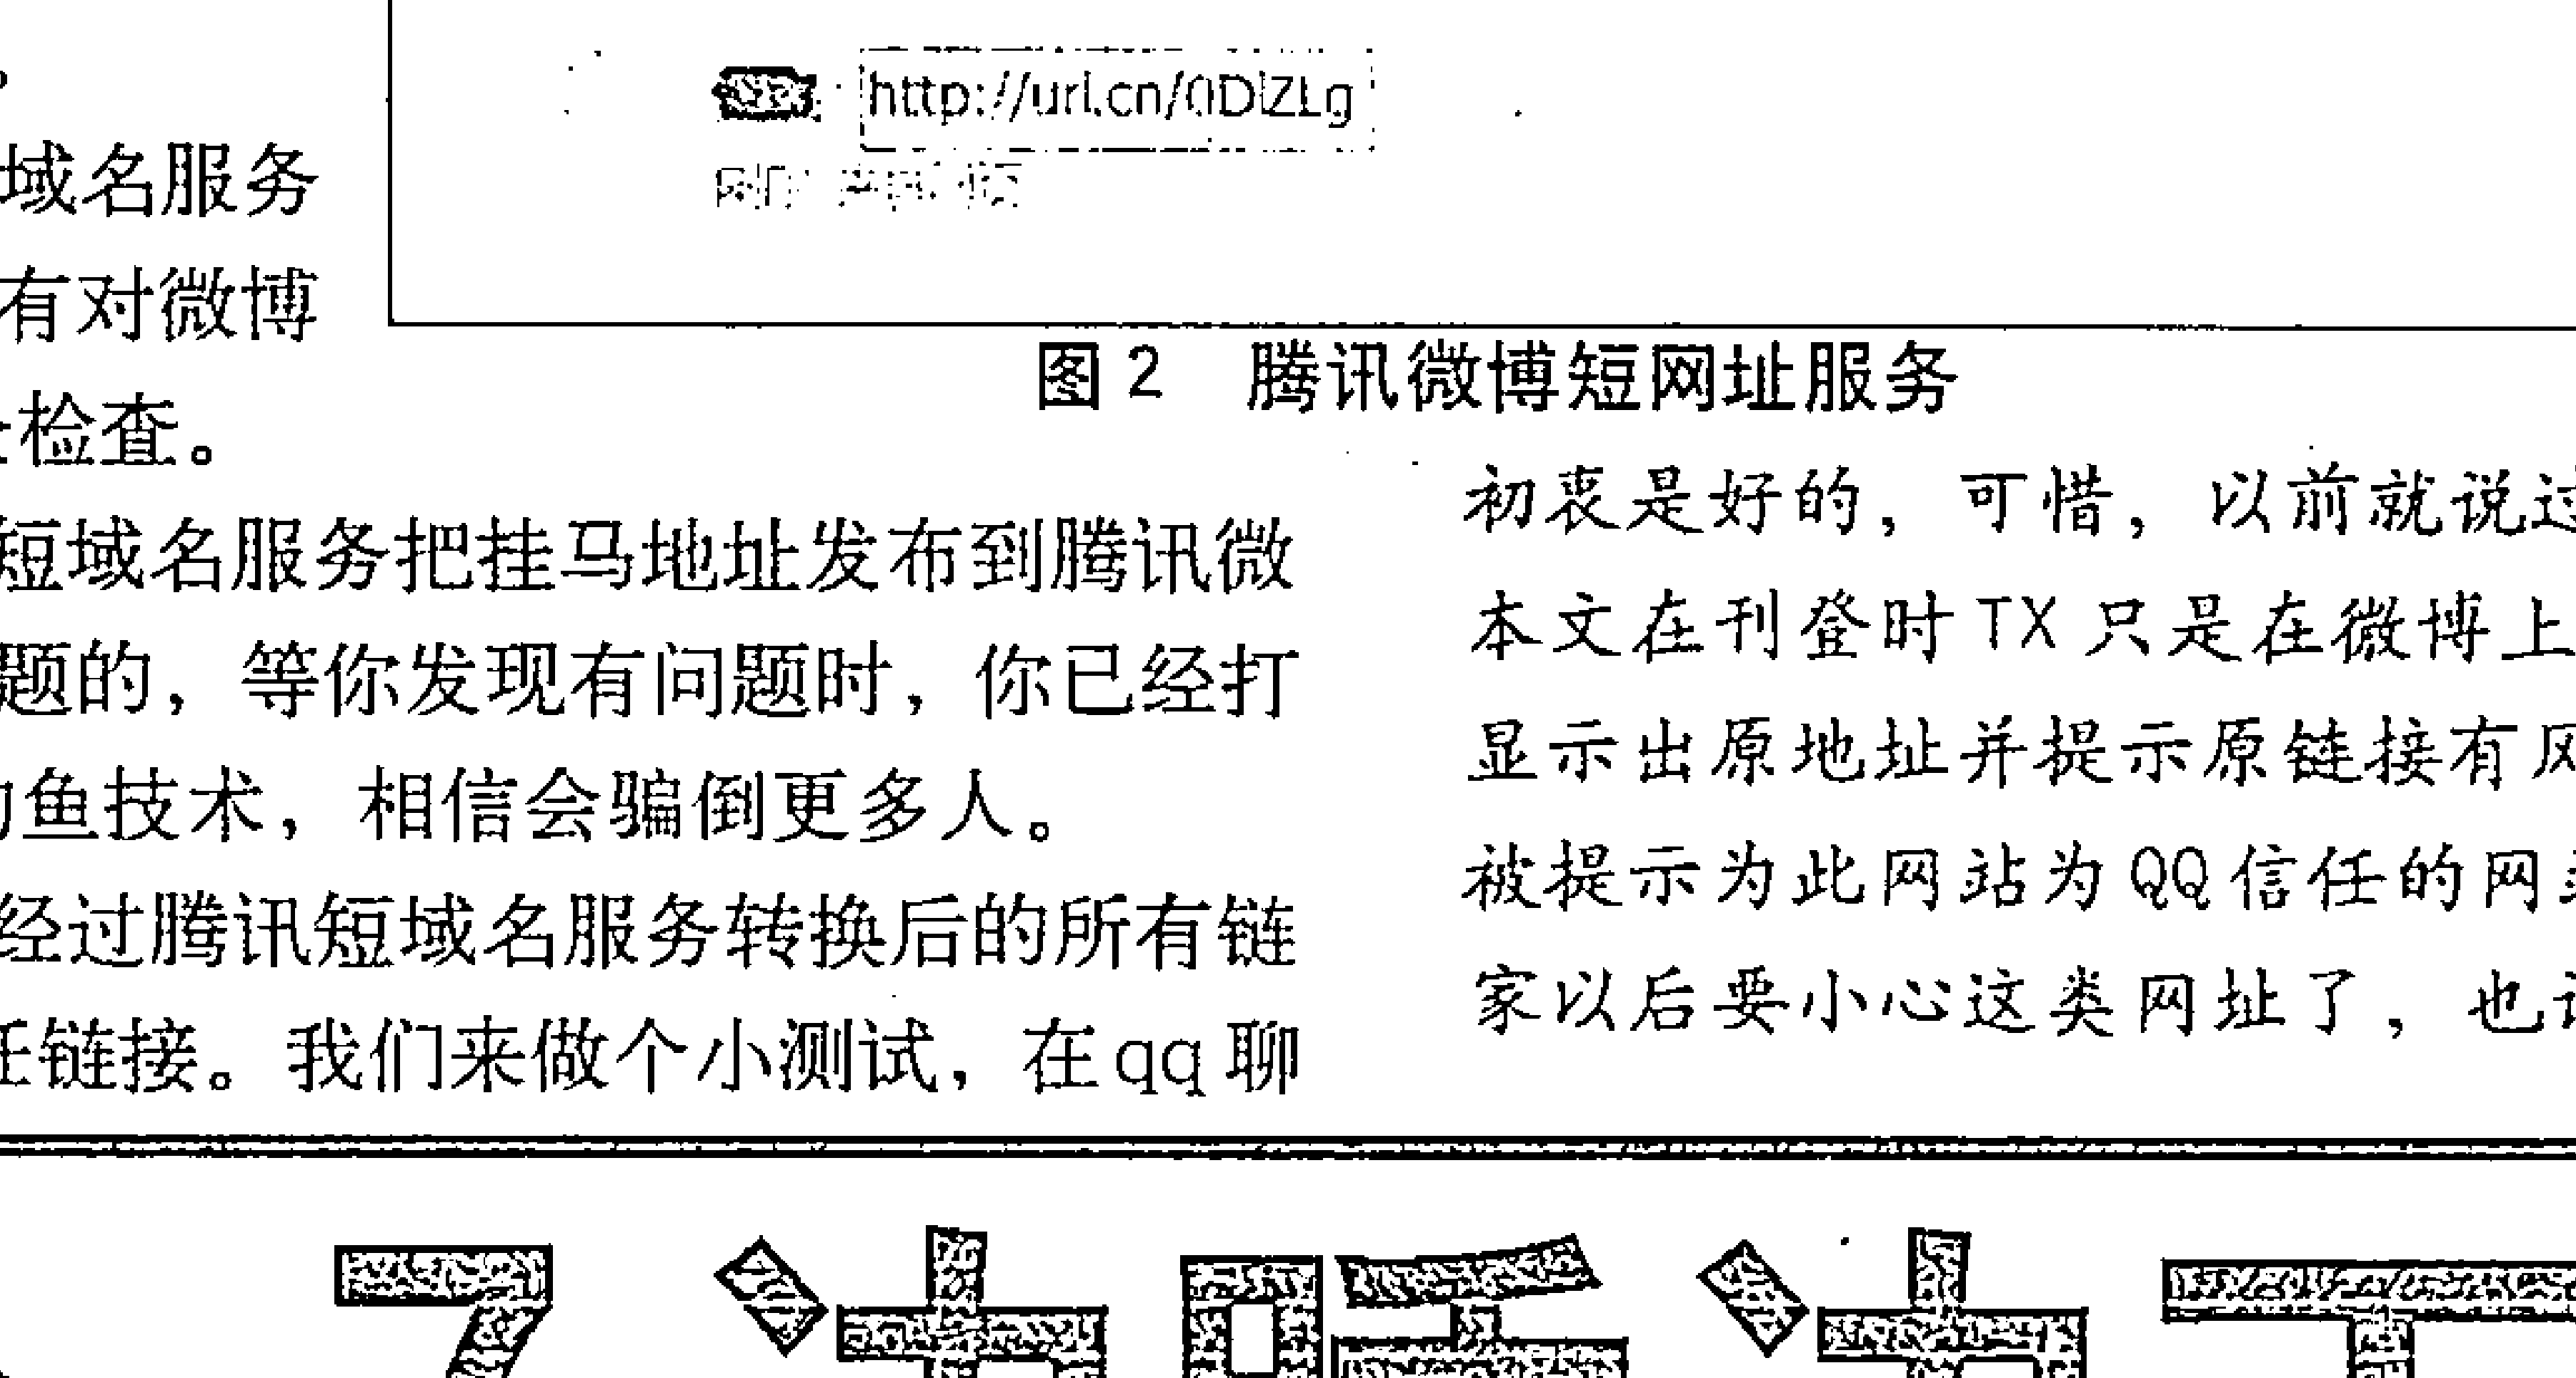 http://url.cn/0DlZLg
图2 腾讯微博短网址服务
域名服务
有对微博
检查。
短域名服务把挂马地址发布到腾讯微
题的，等你发现有问题时，你已经打
鱼技术，相信会骗倒更多人。
经过腾讯短域名服务转换后的所有链
链接。我们来做个小测试，在qq聊
初衷是好的，可惜，以前就说过
本文在刊登时TX只是在微博上
显示出原地址并提示原链接有风
被提示为此网站为QQ信任的网
家以后要小心这类网址了，也